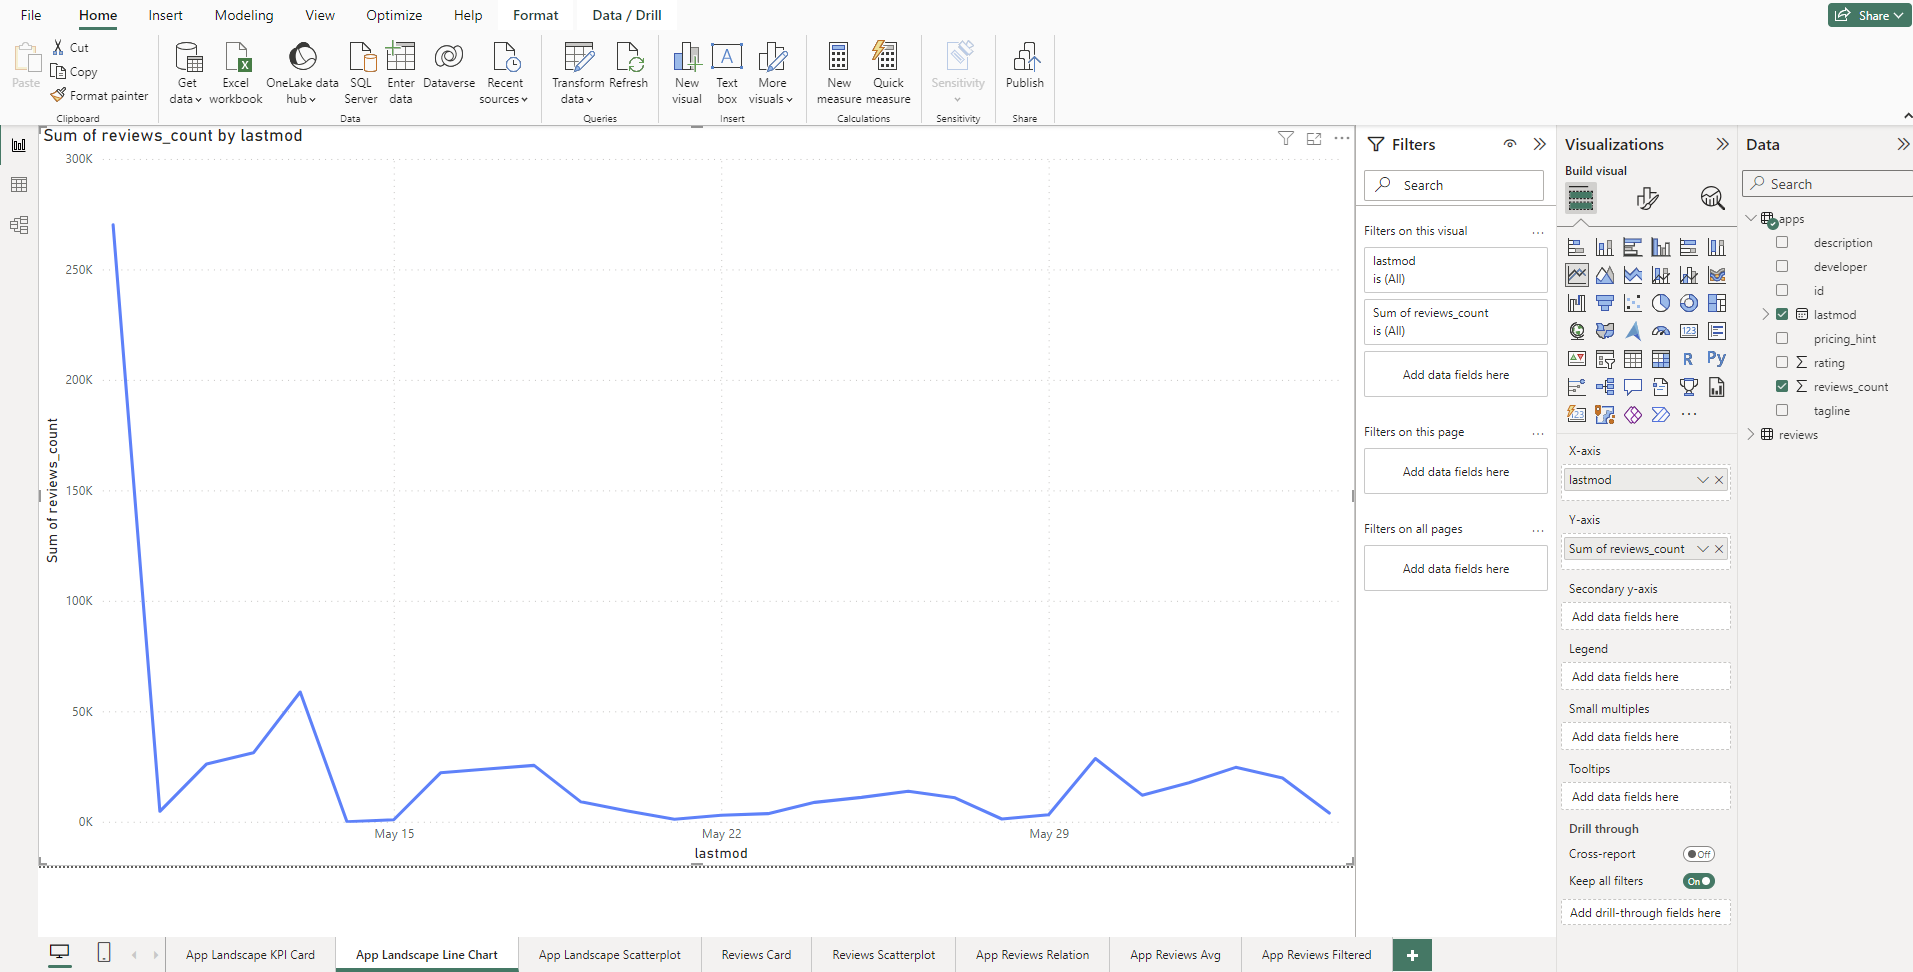 File Home Insert Modeling View Optimize Help Format Data / Drill Share
Paste
Cut
Copy
Format painter
Clipboard
Get data
Excel workbook
OneLake data hub
SQL Server
Enter data
Dataverse
Recent sources
Data
Transform data
Refresh
Queries
New visual
Text box
More visuals
Insert
New measure
Quick measure
Calculations
Sensitivity
Sensitivity
Publish
Share
Sum of reviews_count by lastmod
300K
250K
200K
150K
100K
50K
0K
Sum of reviews_count
May 15 May 22 May 29
lastmod
Filters
Search
Filters on this visual
lastmod
is (All)
Sum of reviews_count
is (All)
Add data fields here
Filters on this page
Add data fields here
Filters on all pages
Add data fields here
Visualizations
Build visual
123
R Py
123
X-axis
lastmod
Y-axis
Sum of reviews_count
Secondary y-axis
Add data fields here
Legend
Add data fields here
Small multiples
Add data fields here
Tooltips
Add data fields here
Drill through
Cross-report Off
Keep all filters On
Add drill-through fields here
Data
Search
apps
description
developer
id
lastmod
pricing_hint
rating
reviews_count
tagline
reviews
App Landscape KPI Card
App Landscape Line Chart
App Landscape Scatterplot
Reviews Card
Reviews Scatterplot
App Reviews Relation
App Reviews Avg
App Reviews Filtered